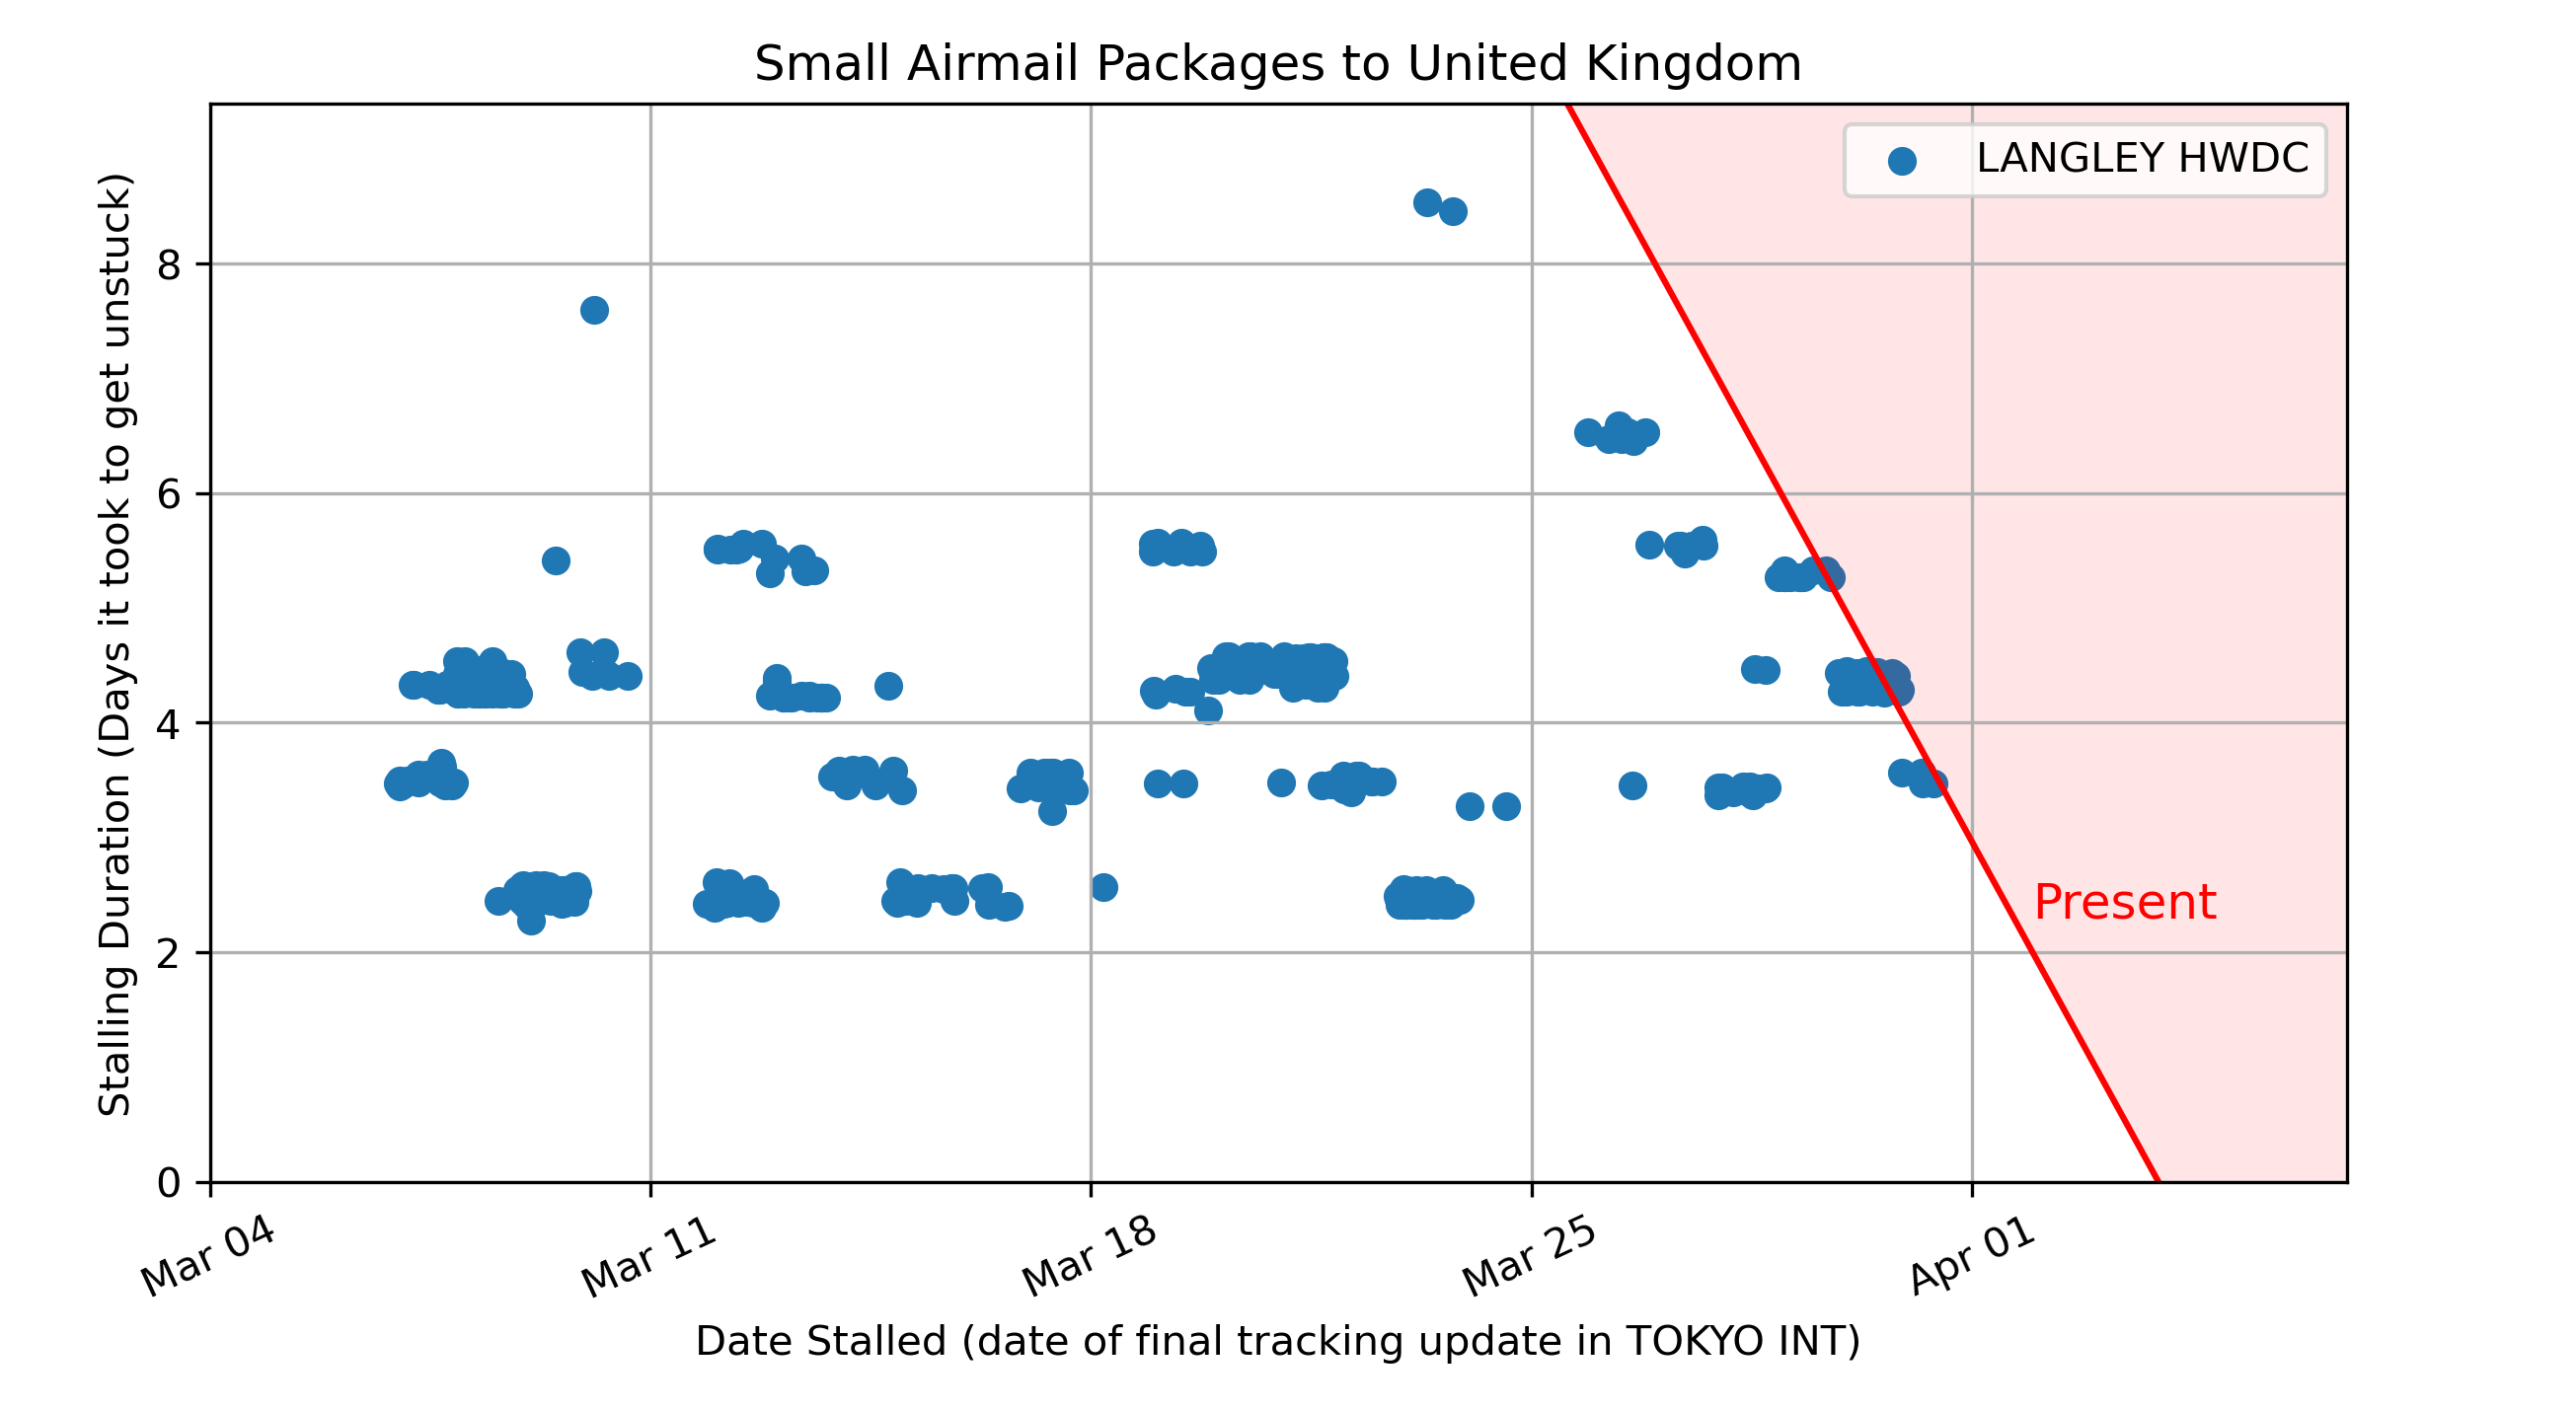 Small Airmail Packages to United Kingdom
LANGLEY HWDC
Stalling Duration (Days it took to get unstuck)
8
6
4
2
0
Present
Mar 04
Mar 11
Mar 18
Mar 25
Apr 01
Date Stalled (date of final tracking update in TOKYO INT)